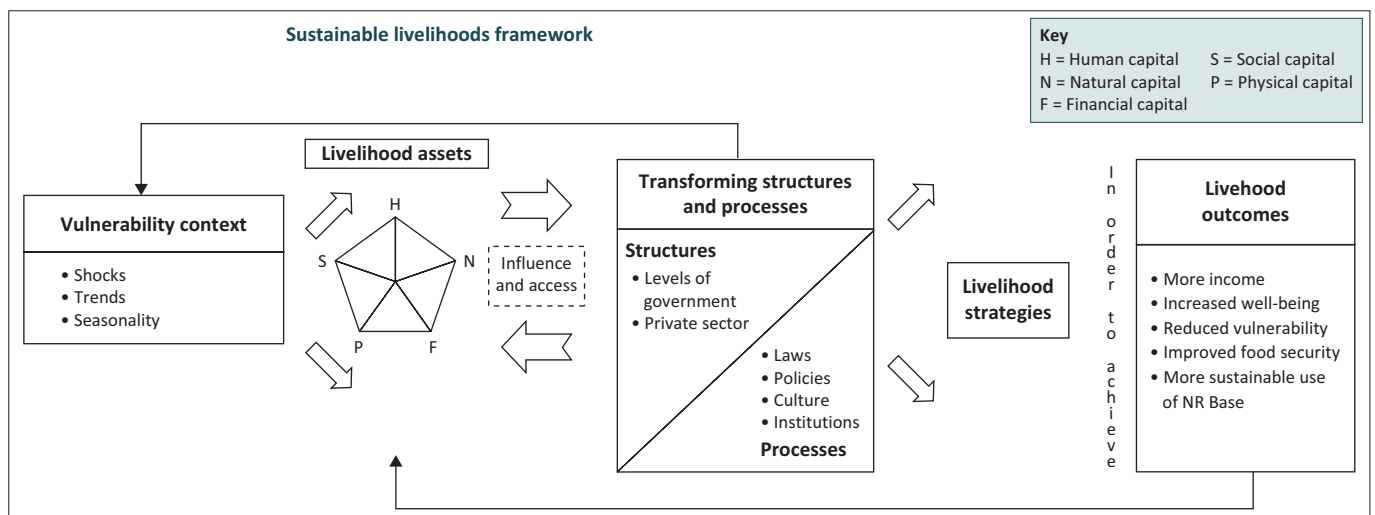 Sustainable livelihoods framework
Key
H = Human capital S = Social capital
N = Natural capital P = Physical capital
F = Financial capital
Livelihood assets
Vulnerability context
• Shocks
• Trends
• Seasonality
H
S
N
P
F
Influence
and access
Transforming structures
and processes
Structures
• Levels of
government
• Private sector
• Laws
• Policies
• Culture
• Institutions
Processes
Livelihood
strategies
In order to achieve
Livehood
outcomes
• More income
• Increased well-being
• Reduced vulnerability
• Improved food security
• More sustainable use
of NR Base